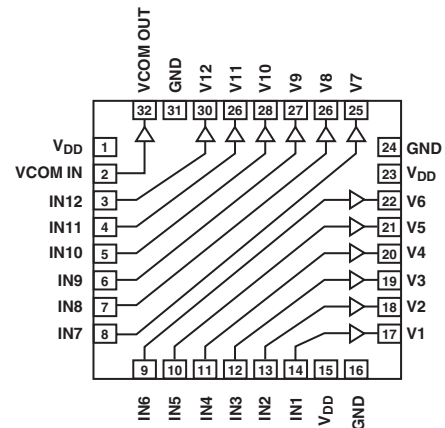 VCOM OUT
GND
V12
V11
V10
V9
V8
V7
32
31
30
26
28
27
26
25
VDD
1
24
GND
23
VDD
VCOM IN
2
IN12
3
22
V6
IN11
4
21
V5
IN10
5
20
V4
IN9
6
19
V3
IN8
7
18
V2
IN7
8
17
V1
9
10
11
12
13
14
15
16
IN6
IN5
IN4
IN3
IN2
IN1
VDD
GND